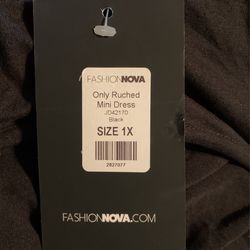 FASHIONNOVA
Only Ruched
Mini Dress
JD42170
Black
SIZE 1X
2827077
FASHIONNOVA.COM